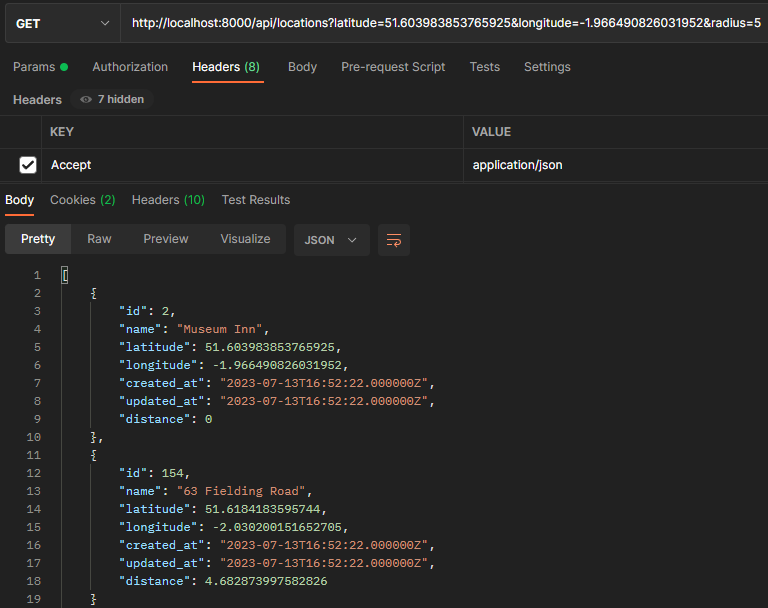 GET http://localhost:8000/api/locations?latitude=51.603983853765925&longitude=-1.966490826031952&radius=5
Params Authorization Headers (8) Body Pre-request Script Tests Settings
Headers 7 hidden
KEY VALUE
Accept application/json
Body Cookies (2) Headers (10) Test Results
Pretty Raw Preview Visualize JSON
1 [
2 {
3 "id": 2,
4 "name": "Museum Inn",
5 "latitude": 51.603983853765925,
6 "longitude": -1.966490826031952,
7 "created_at": "2023-07-13T16:52:22.000000Z",
8 "updated_at": "2023-07-13T16:52:22.000000Z",
9 "distance": 0
10 },
11 {
12 "id": 154,
13 "name": "63 Fielding Road",
14 "latitude": 51.6184183595744,
15 "longitude": -2.030200151652705,
16 "created_at": "2023-07-13T16:52:22.000000Z",
17 "updated_at": "2023-07-13T16:52:22.000000Z",
18 "distance": 4.682873997582826
19 }